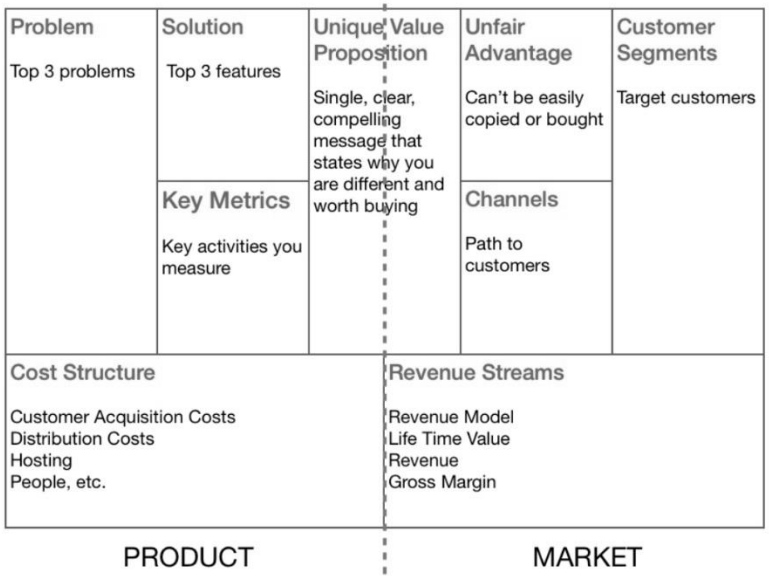 Problem
Top 3 problems
Solution
Top 3 features
Key Metrics
Key activities you
measure
Unique Value
Proposition
Single, clear,
compelling
message that
states why you
are different and
worth buying
Unfair
Advantage
Can't be easily
copied or bought
Channels
Path to
customers
Customer
Segments
Target customers
Cost Structure
Customer Acquisition Costs
Distribution Costs
Hosting
People, etc.
Revenue Streams
Revenue Model
Life Time Value
Revenue
Gross Margin
PRODUCT
MARKET